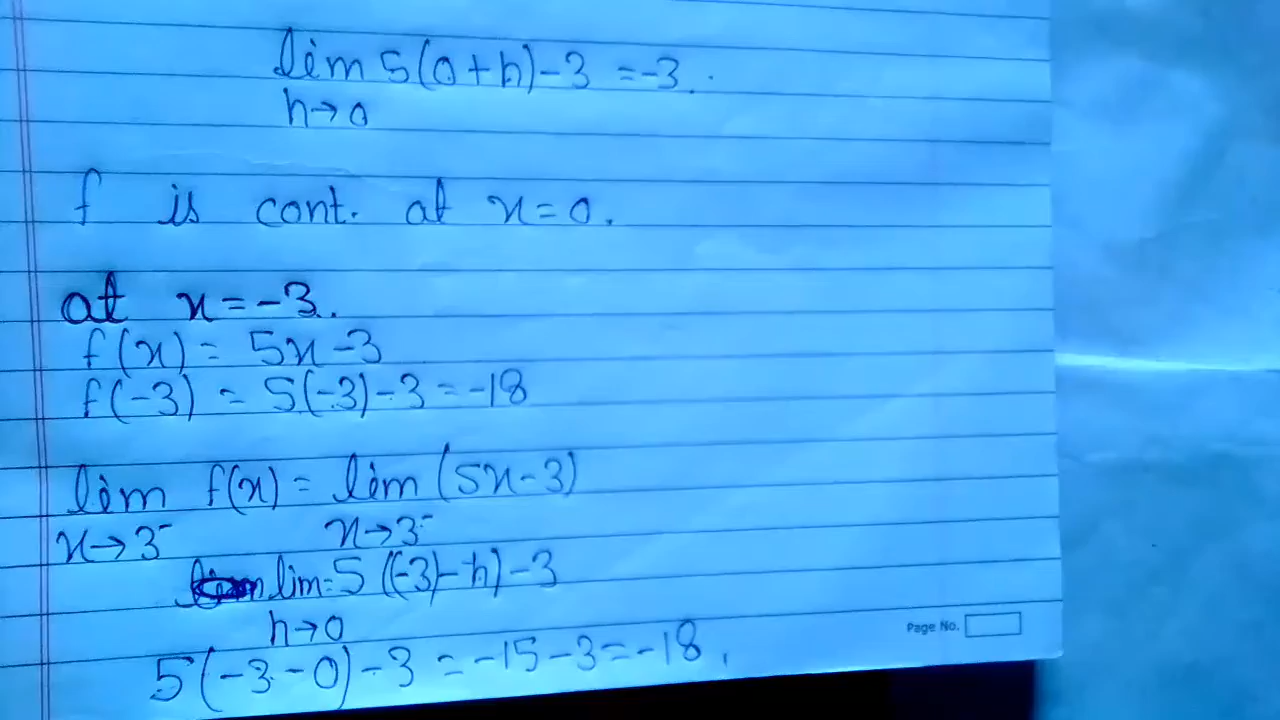 lim 5(0+h)-3 = -3.
h→0
f is cont. at x=0.
at x=-3.
f(x) = 5x-3
f(-3) = 5(-3)-3 = -18
lim f(x) = lim (5x-3)
x→3⁻ x→3⁻
lim = 5((-3)-h)-3
h→0
Page No.
5(-3-0)-3 = -15-3 = -18.